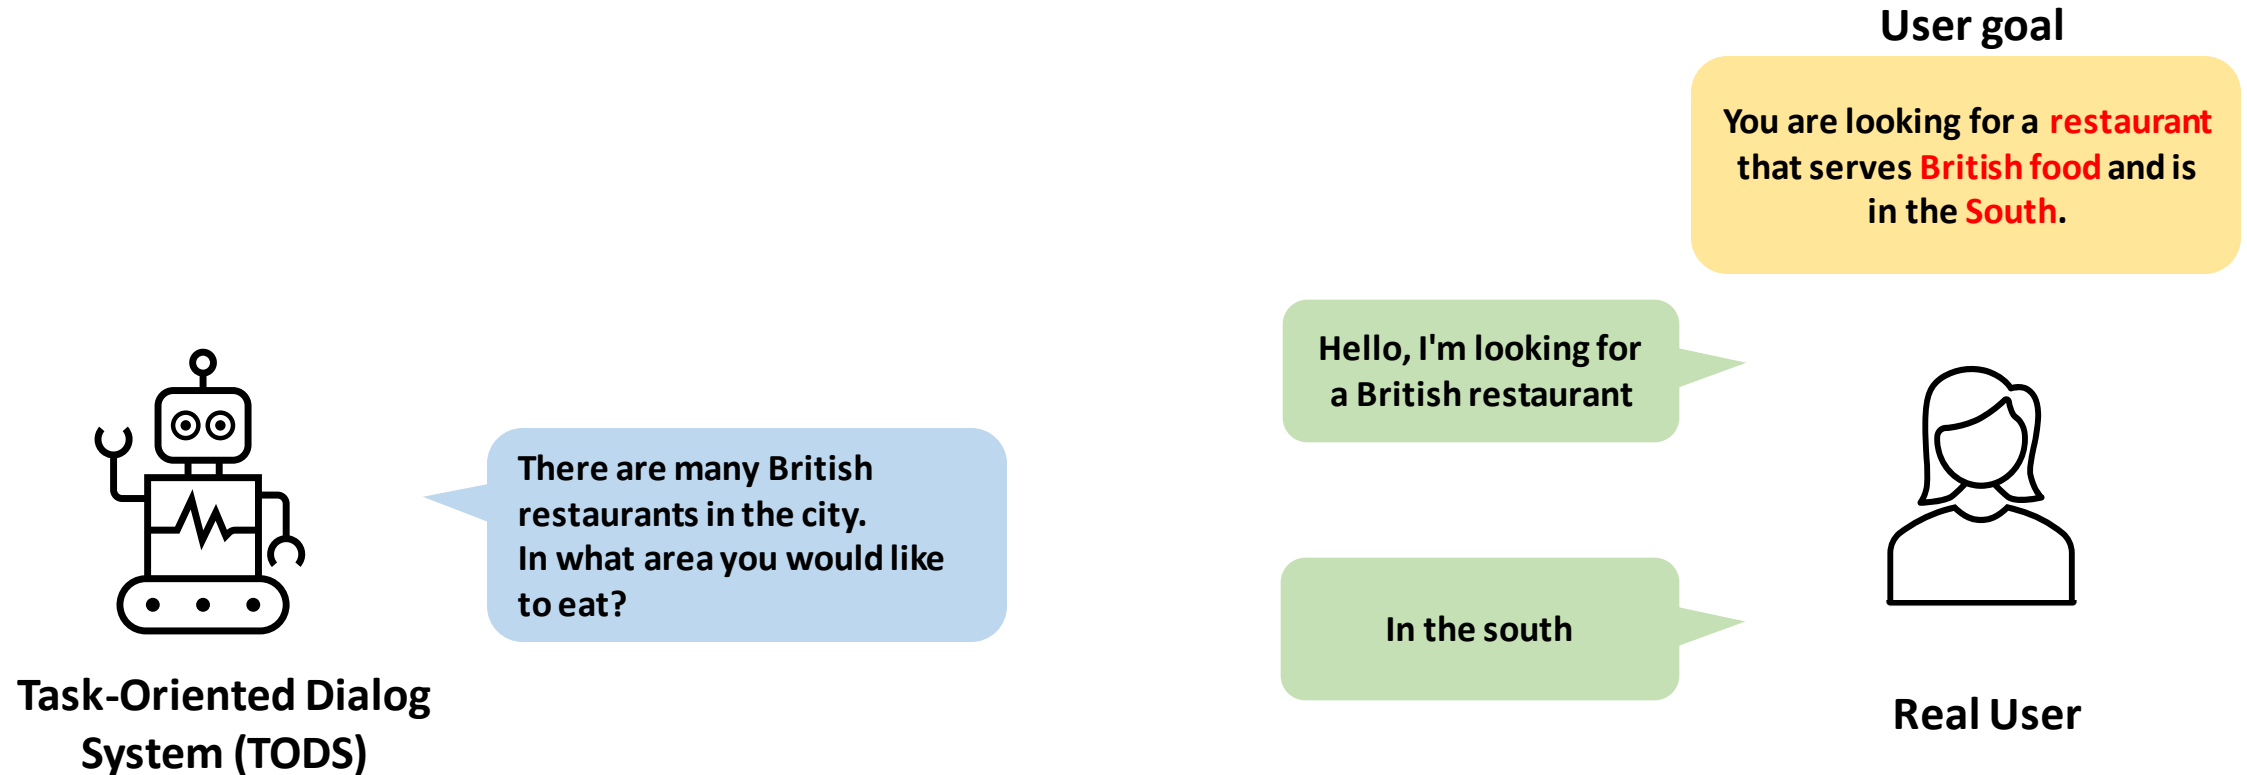 User goal
You are looking for a restaurant
that serves British food and is
in the South.
Hello, I'm looking for
a British restaurant
There are many British
restaurants in the city.
In what area you would like
to eat?
In the south
Task-Oriented Dialog
System (TODS)
Real User